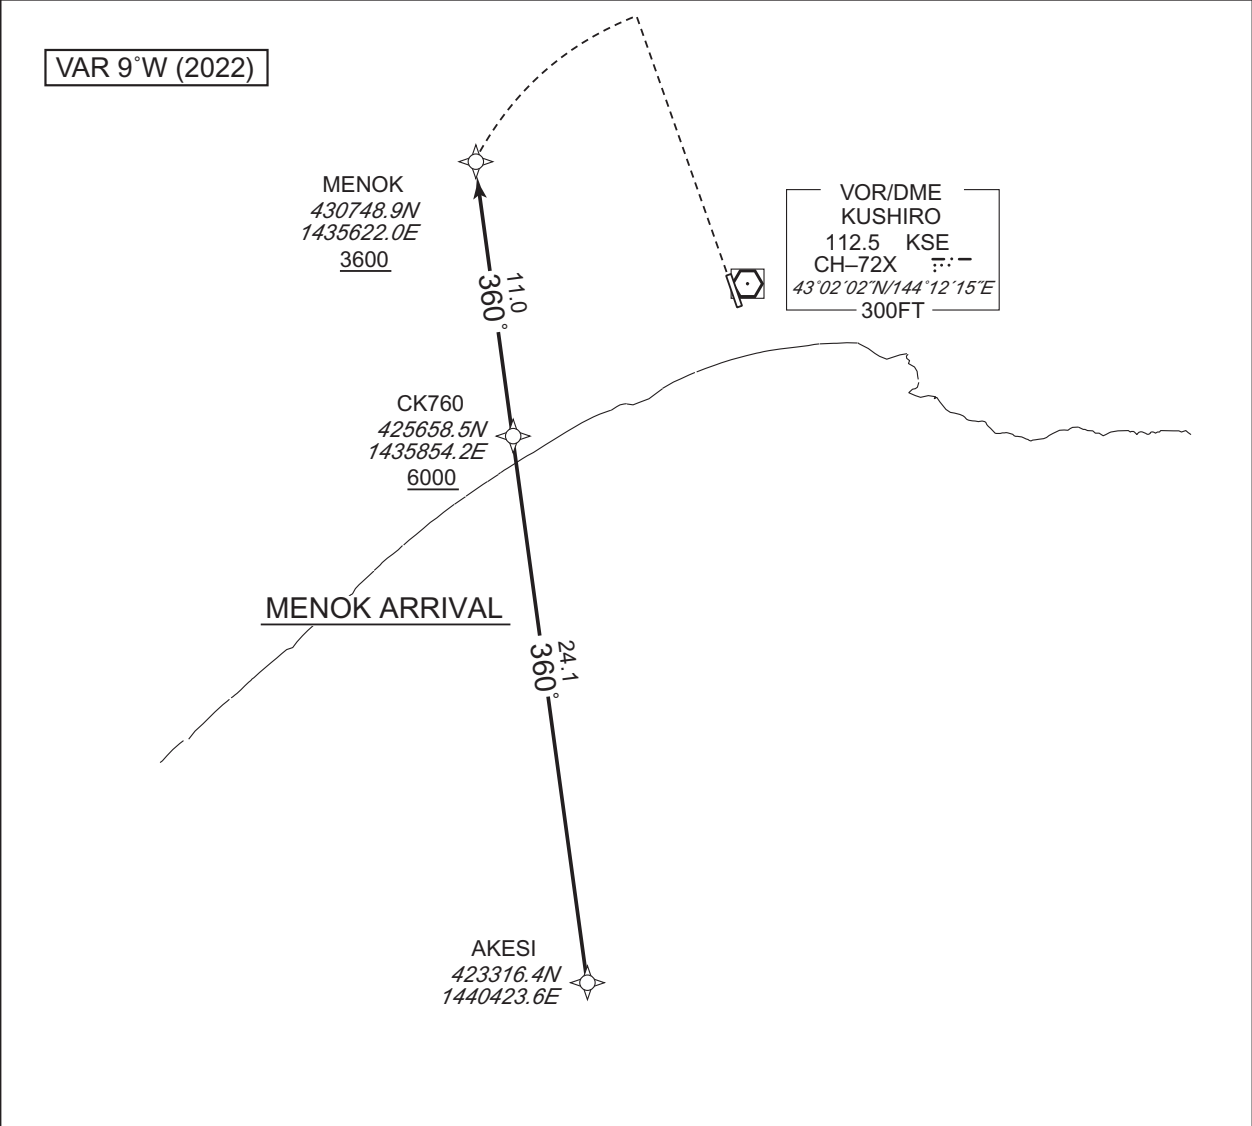 VAR 9°W (2022)
MENOK
430748.9N
1435622.0E
3600
VOR/DME
KUSHIRO
112.5 KSE
CH–72X
43°02′02″N/144°12′15″E
300FT
11.0
360°
CK760
425658.5N
1435854.2E
6000
MENOK ARRIVAL
24.1
360°
AKESI
423316.4N
1440423.6E